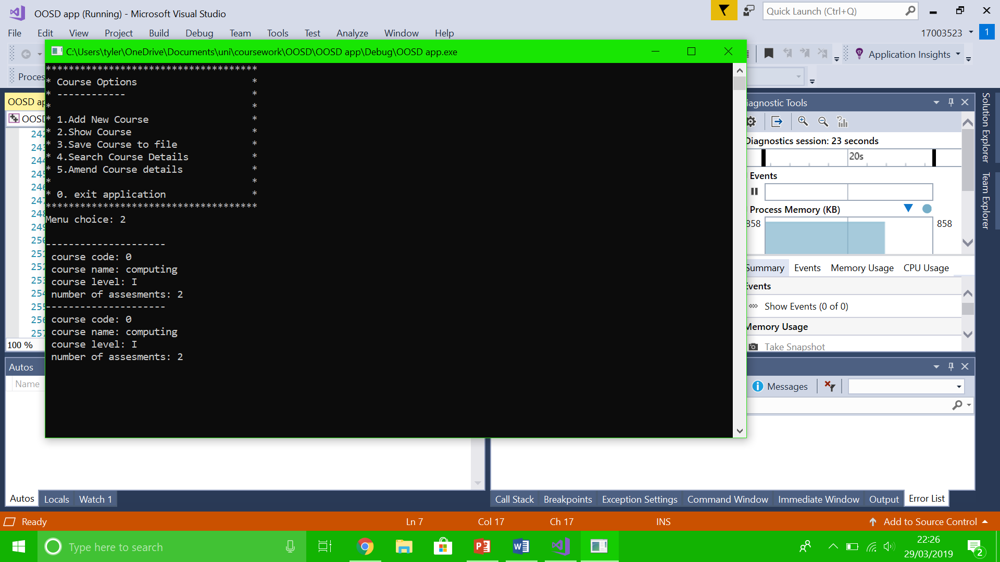 OOSD app (Running) - Microsoft Visual Studio
Quick Launch (Ctrl+Q)
File Edit View Project Build Debug Team Tools Test Analyze Window Help
17003523 1
C:\Users\tyler\OneDrive\Documents\uni\coursework\OOSD\OOSD app\Debug\OOSD app.exe
Application Insights
Proces
*************************************
* Course Options *
* ------------ *
* *
* 1.Add New Course *
* 2.Show Course *
* 3.Save Course to file *
* 4.Search Course Details *
* 5.Amend Course details *
* *
* 0. exit application *
*************************************
Menu choice: 2
---------------------
course code: 0
course name: computing
course level: I
number of assesments: 2
---------------------
course code: 0
course name: computing
course level: I
number of assesments: 2
OOSD ap
OOSD
242
243
244
245
246
247
248
249
250
251
252
253
254
255
256
257
100 %
iagnostic Tools
Diagnostics session: 23 seconds
20s
Events
Process Memory (KB)
858 858
Summary Events Memory Usage CPU Usage
Events
Show Events (0 of 0)
Memory Usage
Take Snapshot
Solution Explorer
Team Explorer
Autos
Name
Messages
Autos Locals Watch 1
Call Stack Breakpoints Exception Settings Command Window Immediate Window Output Error List
Ready Ln 7 Col 17 Ch 17 INS Add to Source Control
Type here to search
22:26
29/03/2019
2